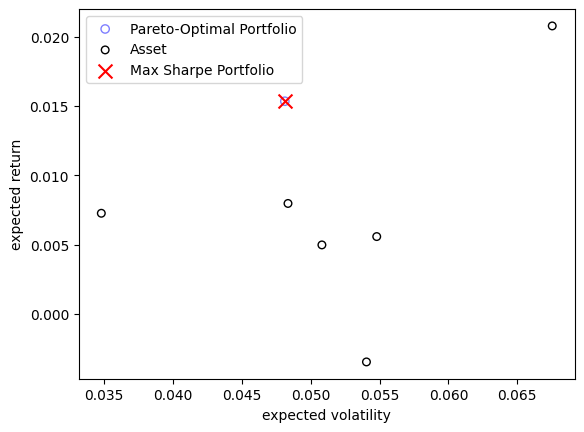 Pareto-Optimal Portfolio
Asset
Max Sharpe Portfolio
expected return
0.020
0.015
0.010
0.005
0.000
0.035 0.040 0.045 0.050 0.055 0.060 0.065
expected volatility